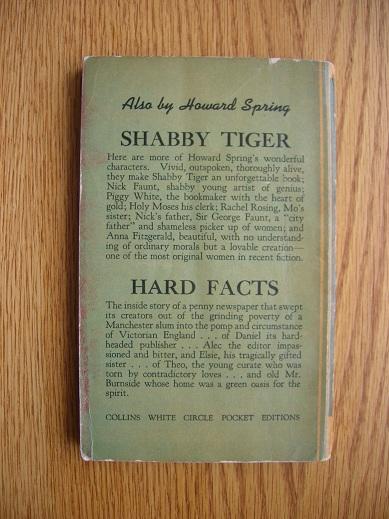 Also by Howard Spring
SHABBY TIGER
Here are more of Howard Spring's wonderful
characters. Vivid, outspoken, thoroughly alive,
they make Shabby Tiger an unforgettable book;
Nick Faunt, shabby young artist of genius;
Piggy White, the bookmaker with the heart of
gold; Holy Moses his clerk; Rachel Rosing, Mo's
sister; Nick's father, Sir George Faunt, a "city
father" and shameless picker up of women; and
Anna Fitzgerald, beautiful, with no understand-
ing of ordinary morals but a lovable creation—
one of the most original women in recent fiction.
HARD FACTS
The inside story of a penny newspaper that swept
its creators out of the grinding poverty of a
Manchester slum into the pomp and circumstance
of Victorian England . . . of Daniel its hard-
headed publisher . . . Alec the editor impas-
sioned and bitter, and Elsie, his tragically gifted
sister . . . of Theo, the young curate who was
torn by contradictory loves . . . and old Mr.
Burnside whose home was a green oasis for the
spirit.
COLLINS WHITE CIRCLE POCKET EDITIONS